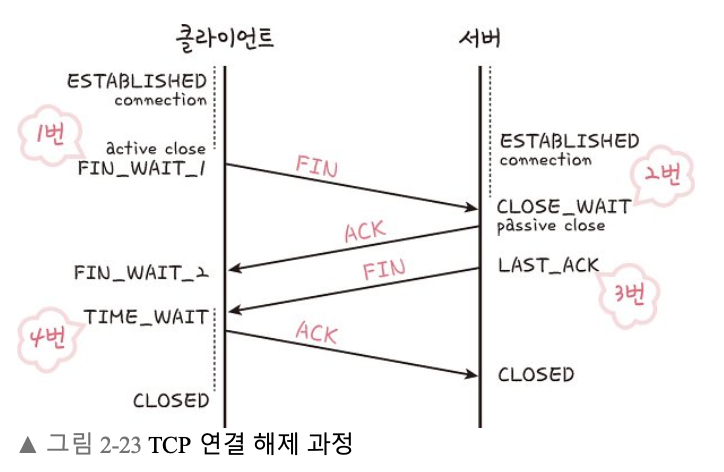 클라이언트 서버
ESTABLISHED
connection
1번
active close
FIN_WAIT_1
FIN
ESTABLISHED
connection
2번
CLOSE_WAIT
passive close
ACK
FIN_WAIT_2
FIN
LAST_ACK
3번
TIME_WAIT
4번
ACK
CLOSED
CLOSED
▲ 그림 2-23 TCP 연결 해제 과정